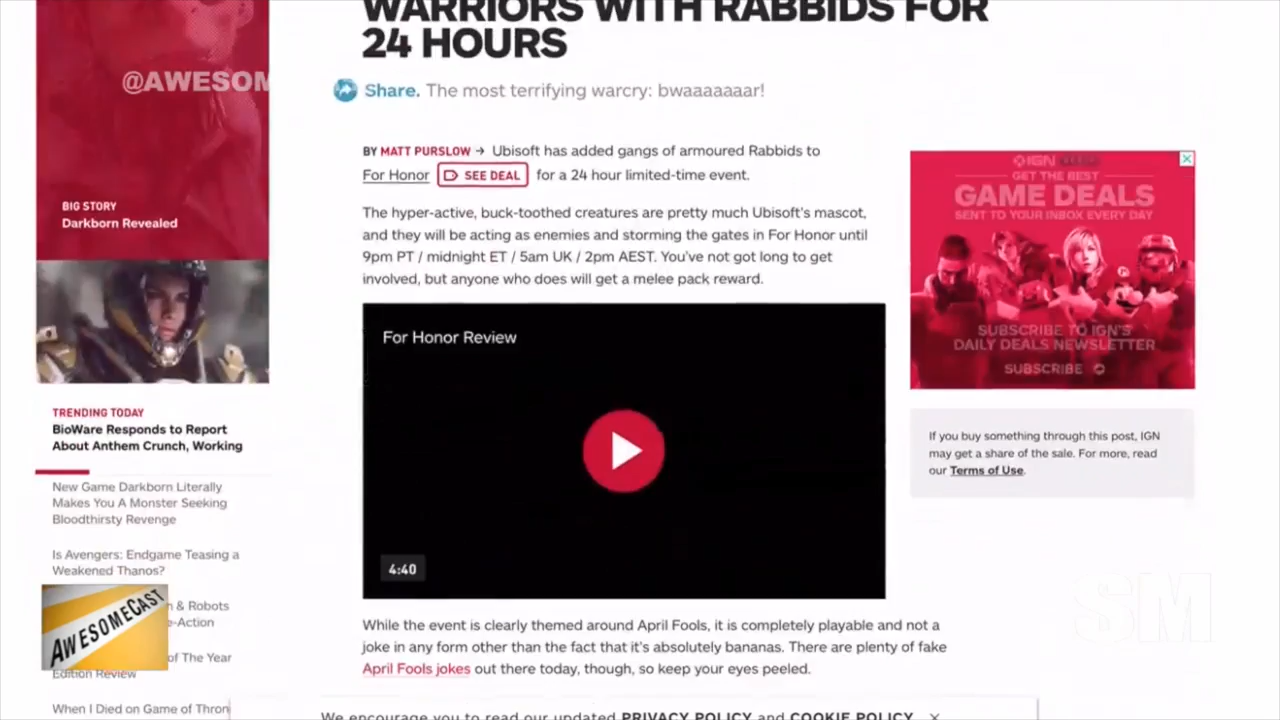 WARRIORS WITH RABBIDS FOR
24 HOURS
Share. The most terrifying warcry: bwaaaaaaar!
@AWESOM
BIG STORY
Darkborn Revealed
TRENDING TODAY
BioWare Responds to Report
About Anthem Crunch, Working
New Game Darkborn Literally
Makes You A Monster Seeking
Bloodthirsty Revenge
Is Avengers: Endgame Teasing a
Weakened Thanos?
& Robots
e-Action
of The Year
Edition Review
When I Died on Game of Thron
AWESOMECAST
BY MATT PURSLOW → Ubisoft has added gangs of armoured Rabbids to
For Honor SEE DEAL for a 24 hour limited-time event.
The hyper-active, buck-toothed creatures are pretty much Ubisoft's mascot,
and they will be acting as enemies and storming the gates in For Honor until
9pm PT / midnight ET / 5am UK / 2pm AEST. You've not got long to get
involved, but anyone who does will get a melee pack reward.
For Honor Review
4:40
While the event is clearly themed around April Fools, it is completely playable and not a
joke in any form other than the fact that it's absolutely bananas. There are plenty of fake
April Fools jokes out there today, though, so keep your eyes peeled.
IGN
GET THE BEST
GAME DEALS
SENT TO YOUR INBOX EVERY DAY
SUBSCRIBE TO IGN'S
DAILY DEALS NEWSLETTER
SUBSCRIBE
If you buy something through this post, IGN
may get a share of the sale. For more, read
our Terms of Use.
SM
We encourage you to read our updated PRIVACY POLICY and COOKIE POLICY.